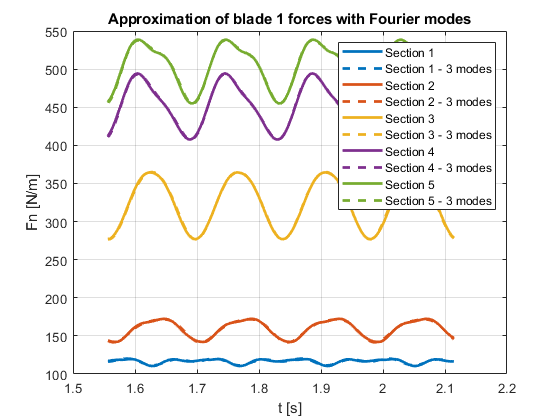 Approximation of blade 1 forces with Fourier modes
Fn [N/m]
550
500
450
400
350
300
250
200
150
100
Section 1
Section 1 - 3 modes
Section 2
Section 2 - 3 modes
Section 3
Section 3 - 3 modes
Section 4
Section 4 - 3 modes
Section 5
Section 5 - 3 modes
1.5 1.6 1.7 1.8 1.9 2 2.1 2.2
t [s]